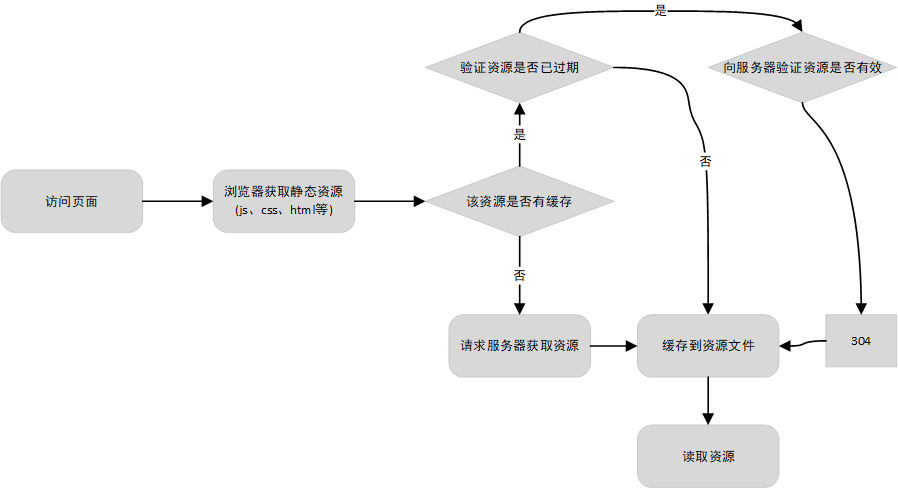 是
验证资源是否已过期
向服务器验证资源是否有效
是
否
访问页面
浏览器获取静态资源
(js、css、html等)
该资源是否有缓存
否
请求服务器获取资源
缓存到资源文件
304
读取资源